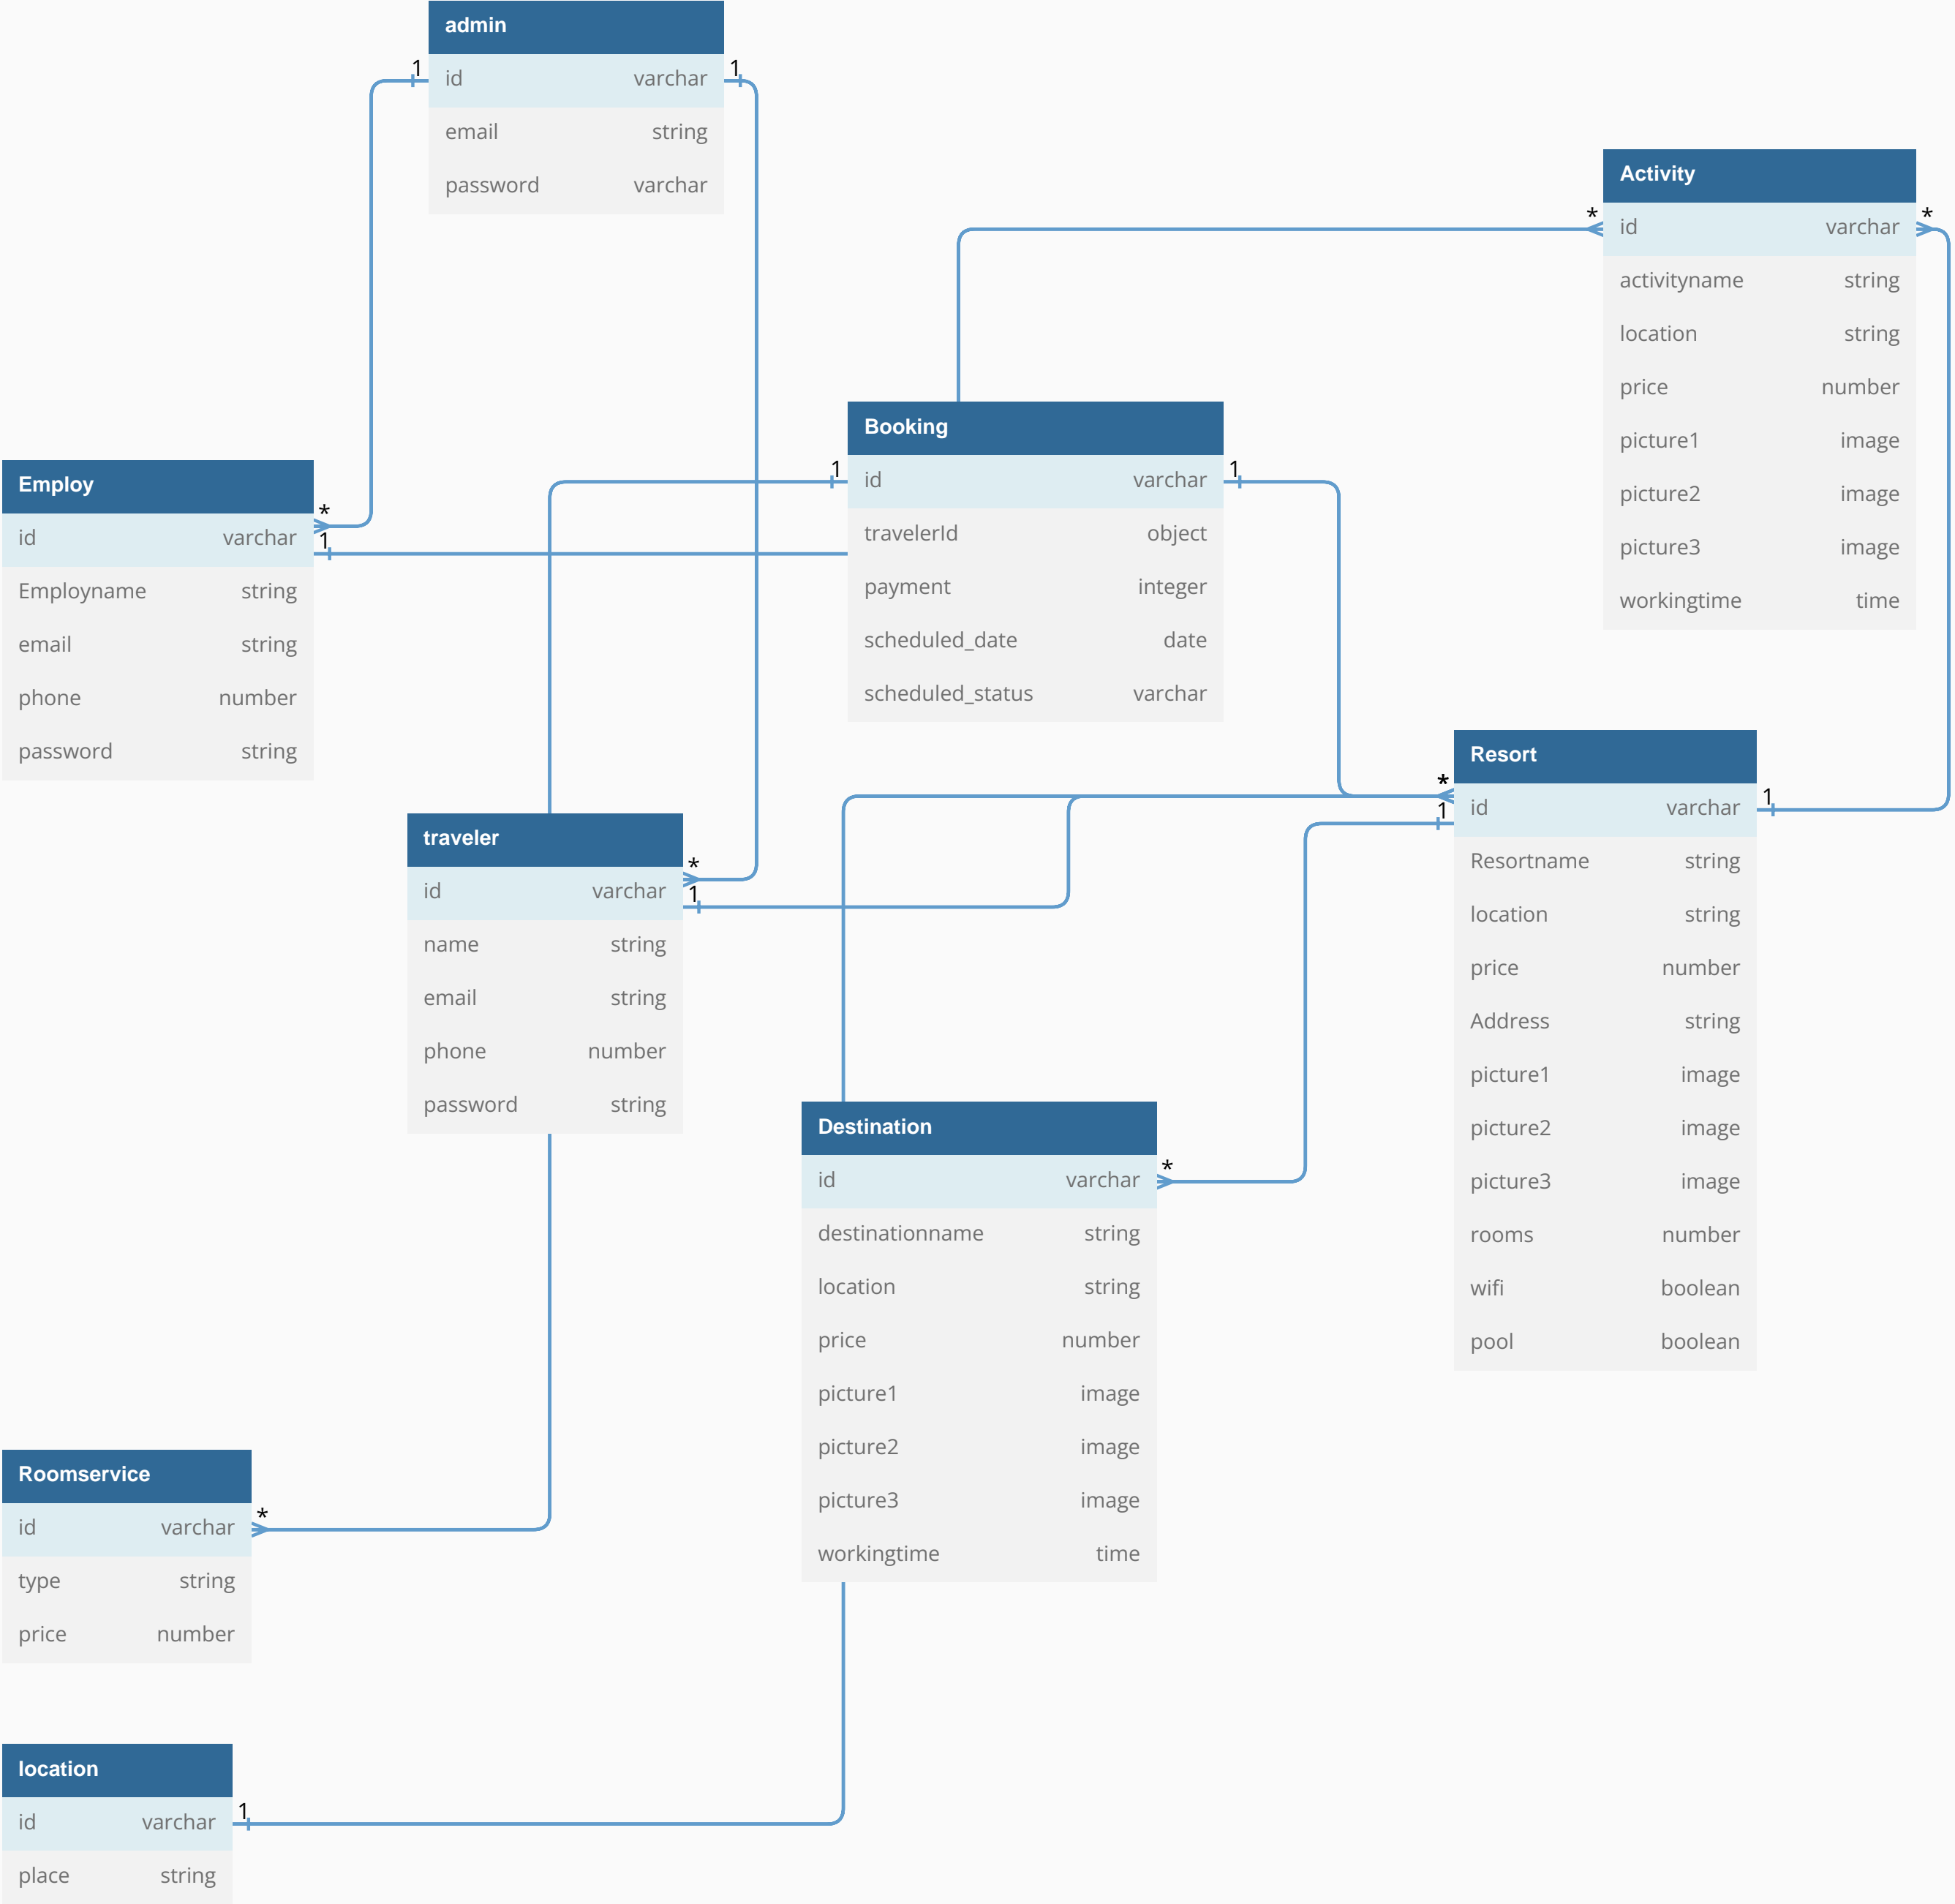 admin
id varchar
email string
password varchar
1
1
Activity
id varchar
activityname string
location string
price number
picture1 image
picture2 image
picture3 image
workingtime time
*
*
Booking
id varchar
travelerId object
payment integer
scheduled_date date
scheduled_status varchar
1
1
Employ
id varchar
Employname string
email string
phone number
password string
*
1
Resort
id varchar
Resortname string
location string
price number
Address string
picture1 image
picture2 image
picture3 image
rooms number
wifi boolean
pool boolean
*
1
1
traveler
id varchar
name string
email string
phone number
password string
*
1
Destination
id varchar
destinationname string
location string
price number
picture1 image
picture2 image
picture3 image
workingtime time
*
Roomservice
id varchar
type string
price number
*
location
id varchar
place string
1